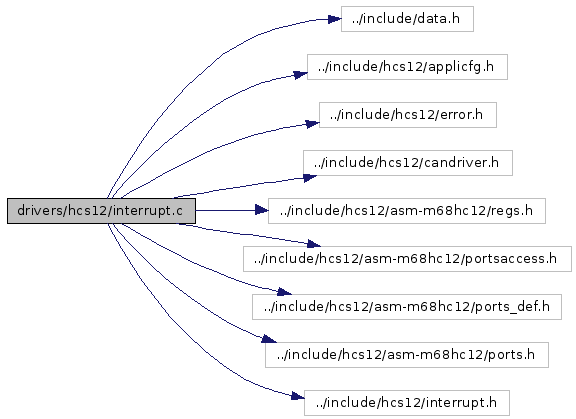 ../include/data.h
../include/hcs12/applicfg.h
../include/hcs12/error.h
../include/hcs12/candriver.h
drivers/hcs12/interrupt.c
../include/hcs12/asm-m68hc12/regs.h
../include/hcs12/asm-m68hc12/portsaccess.h
../include/hcs12/asm-m68hc12/ports_def.h
../include/hcs12/asm-m68hc12/ports.h
../include/hcs12/interrupt.h